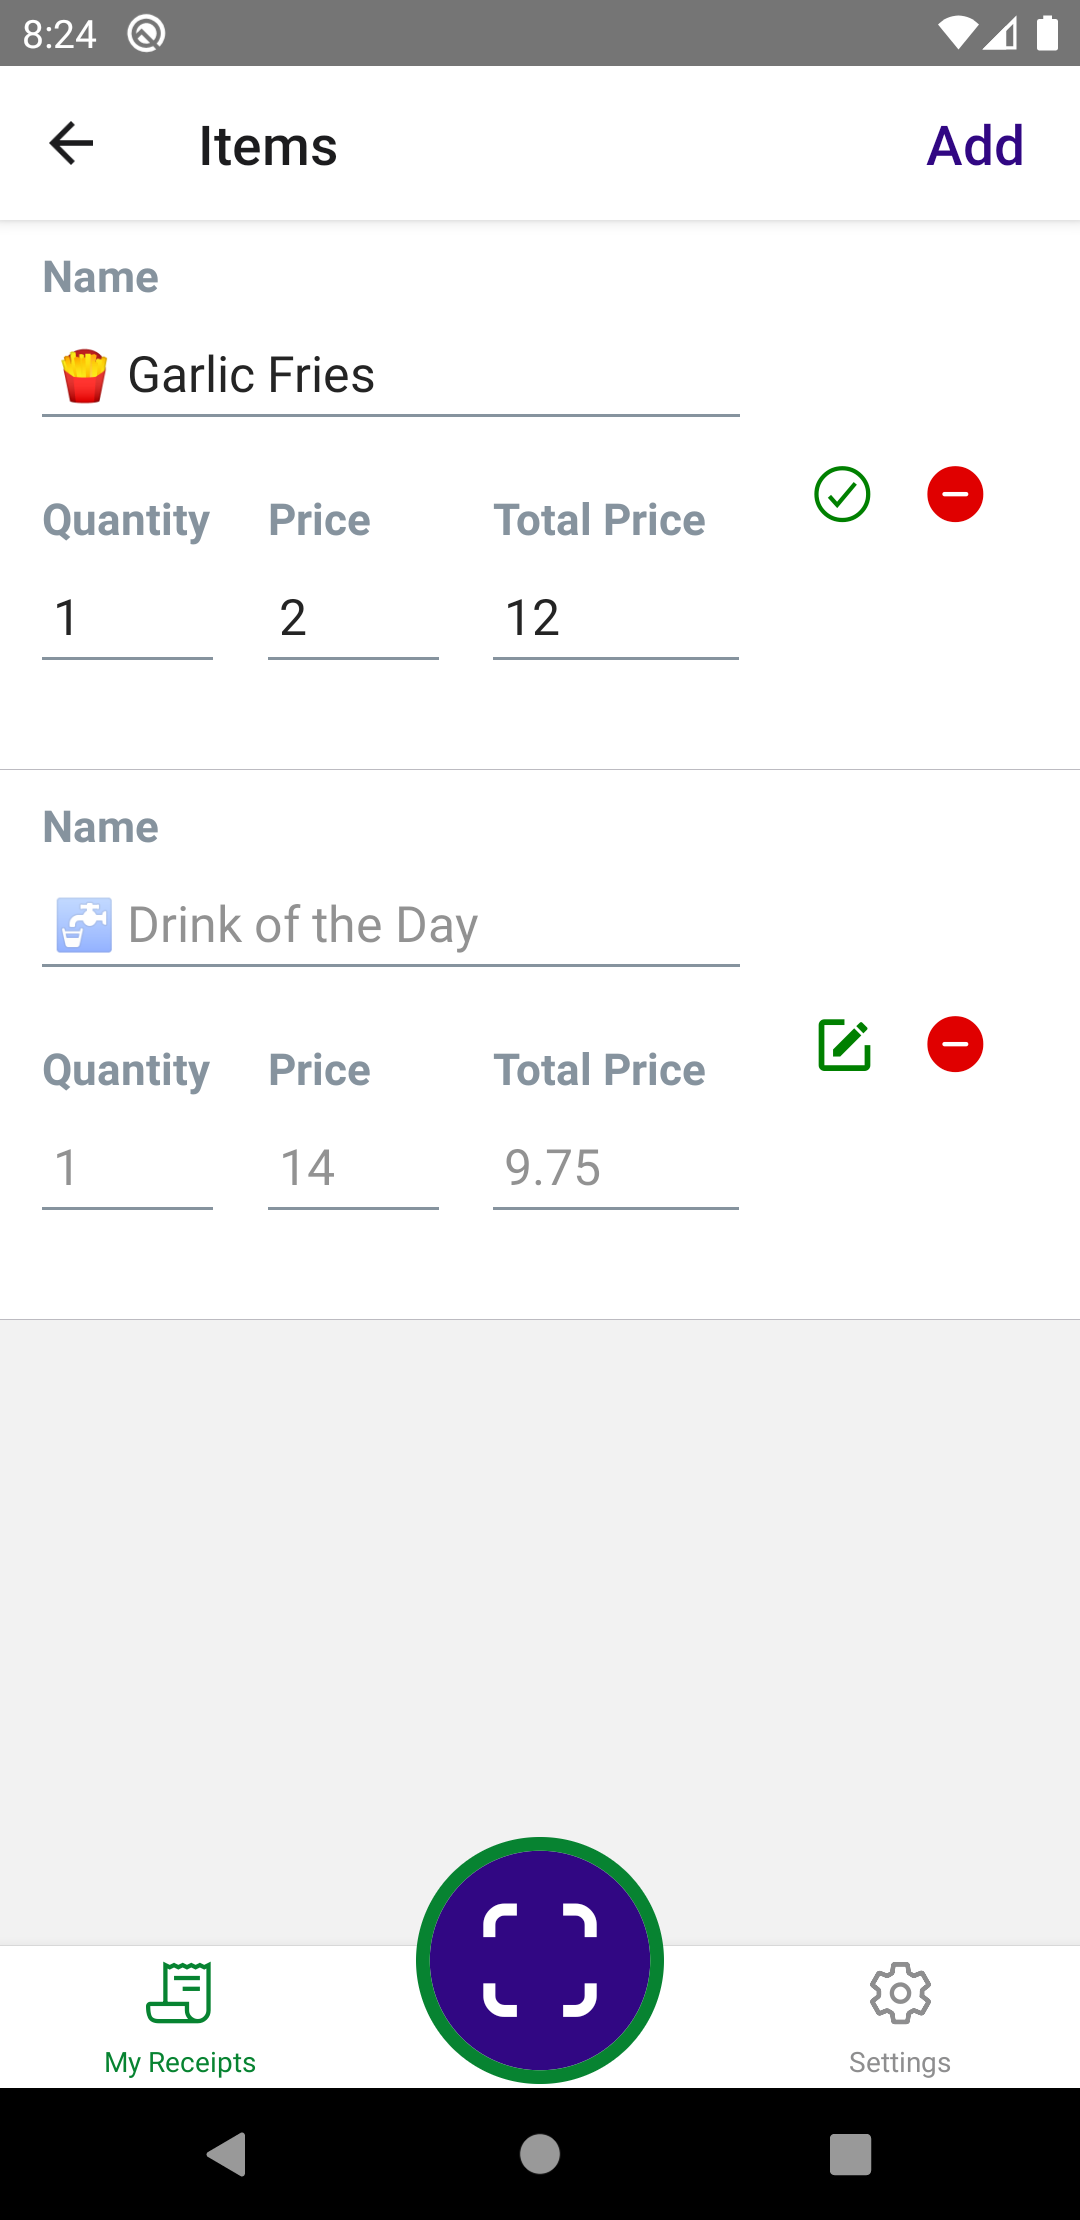 8:24
Items
Add
Name
🍟 Garlic Fries
Quantity Price Total Price
1 2 12
Name
🚰 Drink of the Day
Quantity Price Total Price
1 14 9.75
My Receipts
Settings